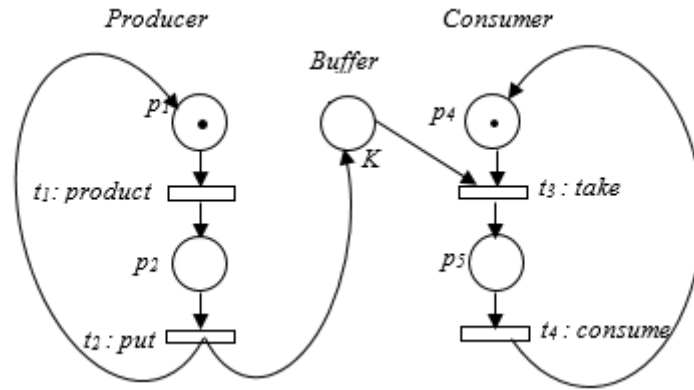 Producer
Consumer
Buffer
p1
p4
K
t1: product
t3 : take
p2
p5
t2 : put
t4 : consume